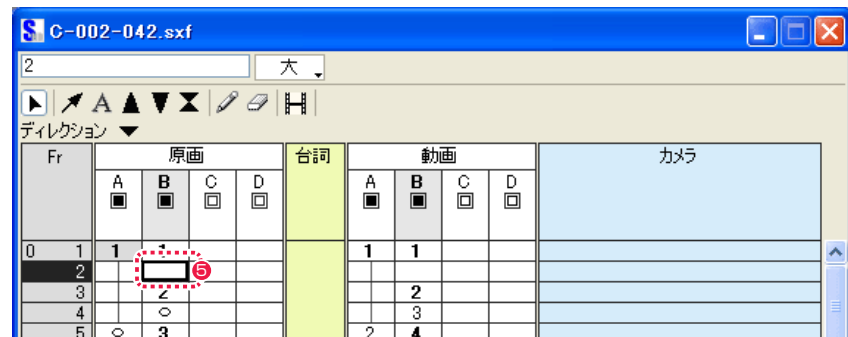 C-002-042.sxf
2 大
A
ディレクション
Fr 原画 台詞 動画 カメラ
A B C D A B C D
0 1 1 1 1 1
2 5
3 2 2
4 ○ 3
5 ○ 3 2 4